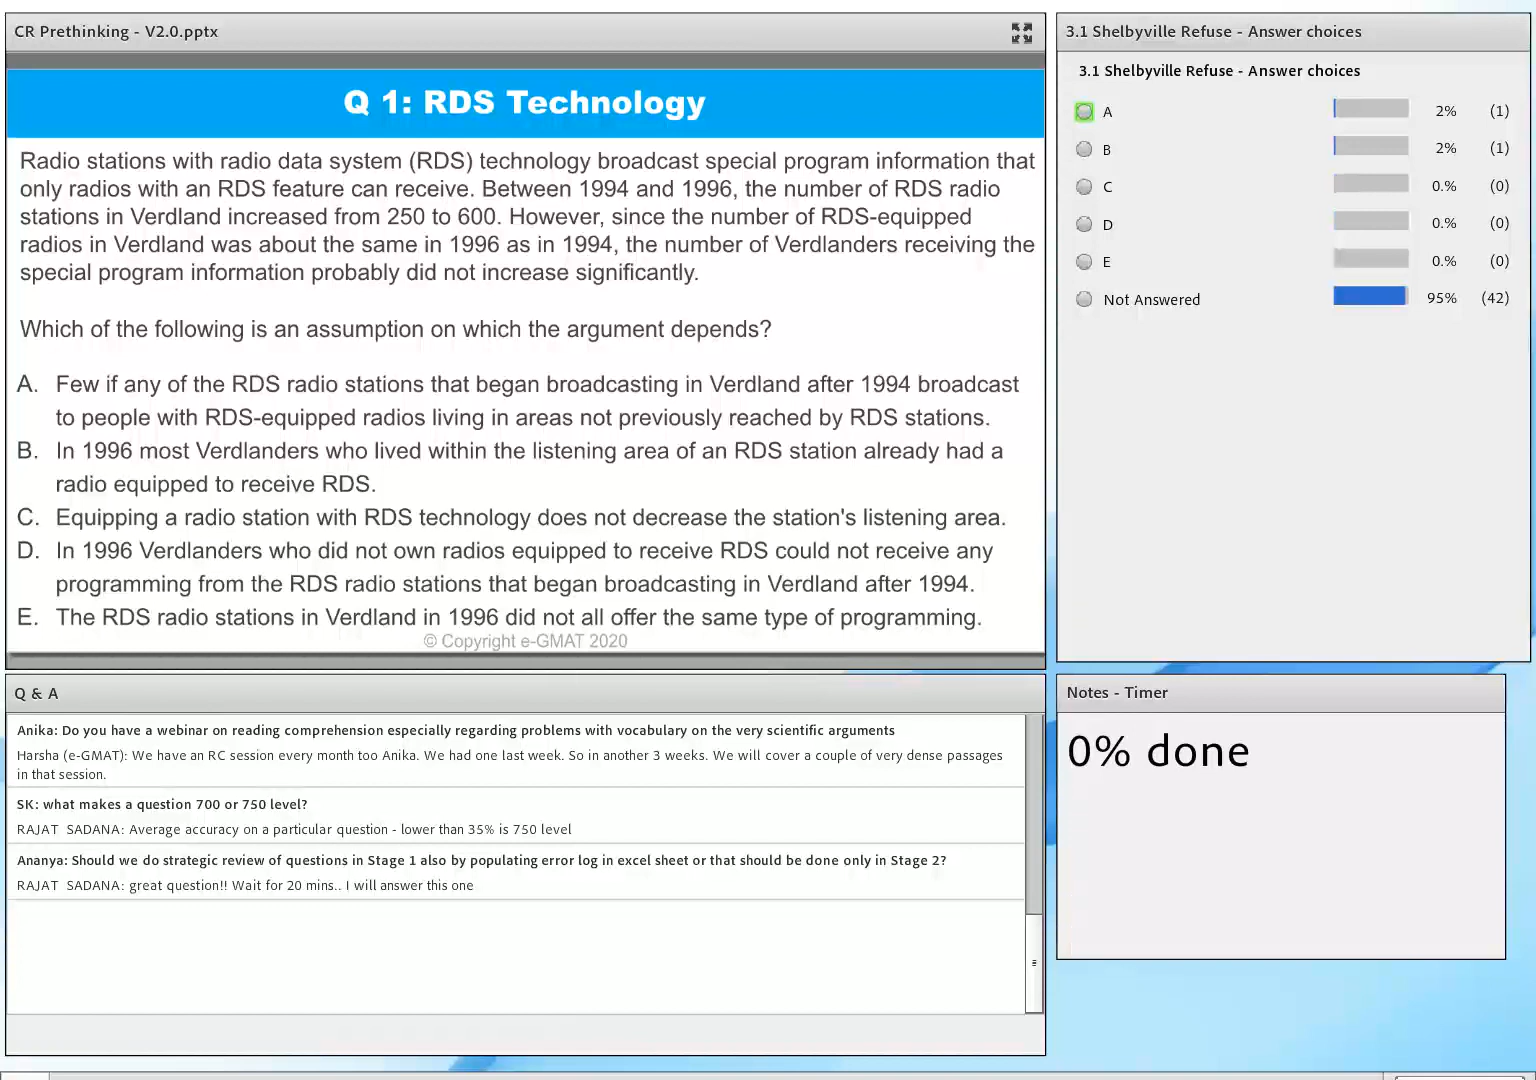 CR Prethinking - V2.0.pptx
Q 1: RDS Technology
Radio stations with radio data system (RDS) technology broadcast special program information that
only radios with an RDS feature can receive. Between 1994 and 1996, the number of RDS radio
stations in Verdland increased from 250 to 600. However, since the number of RDS-equipped
radios in Verdland was about the same in 1996 as in 1994, the number of Verdlanders receiving the
special program information probably did not increase significantly.
Which of the following is an assumption on which the argument depends?
A. Few if any of the RDS radio stations that began broadcasting in Verdland after 1994 broadcast
to people with RDS-equipped radios living in areas not previously reached by RDS stations.
B. In 1996 most Verdlanders who lived within the listening area of an RDS station already had a
radio equipped to receive RDS.
C. Equipping a radio station with RDS technology does not decrease the station's listening area.
D. In 1996 Verdlanders who did not own radios equipped to receive RDS could not receive any
programming from the RDS radio stations that began broadcasting in Verdland after 1994.
E. The RDS radio stations in Verdland in 1996 did not all offer the same type of programming.
© Copyright e-GMAT 2020
3.1 Shelbyville Refuse - Answer choices
3.1 Shelbyville Refuse - Answer choices
A 2% (1)
B 2% (1)
C 0.% (0)
D 0.% (0)
E 0.% (0)
Not Answered 95% (42)
Q & A
Anika: Do you have a webinar on reading comprehension especially regarding problems with vocabulary on the very scientific arguments
Harsha (e-GMAT): We have an RC session every month too Anika. We had one last week. So in another 3 weeks. We will cover a couple of very dense passages
in that session.
SK: what makes a question 700 or 750 level?
RAJAT SADANA: Average accuracy on a particular question - lower than 35% is 750 level
Ananya: Should we do strategic review of questions in Stage 1 also by populating error log in excel sheet or that should be done only in Stage 2?
RAJAT SADANA: great question!! Wait for 20 mins.. I will answer this one
Notes - Timer
0% done